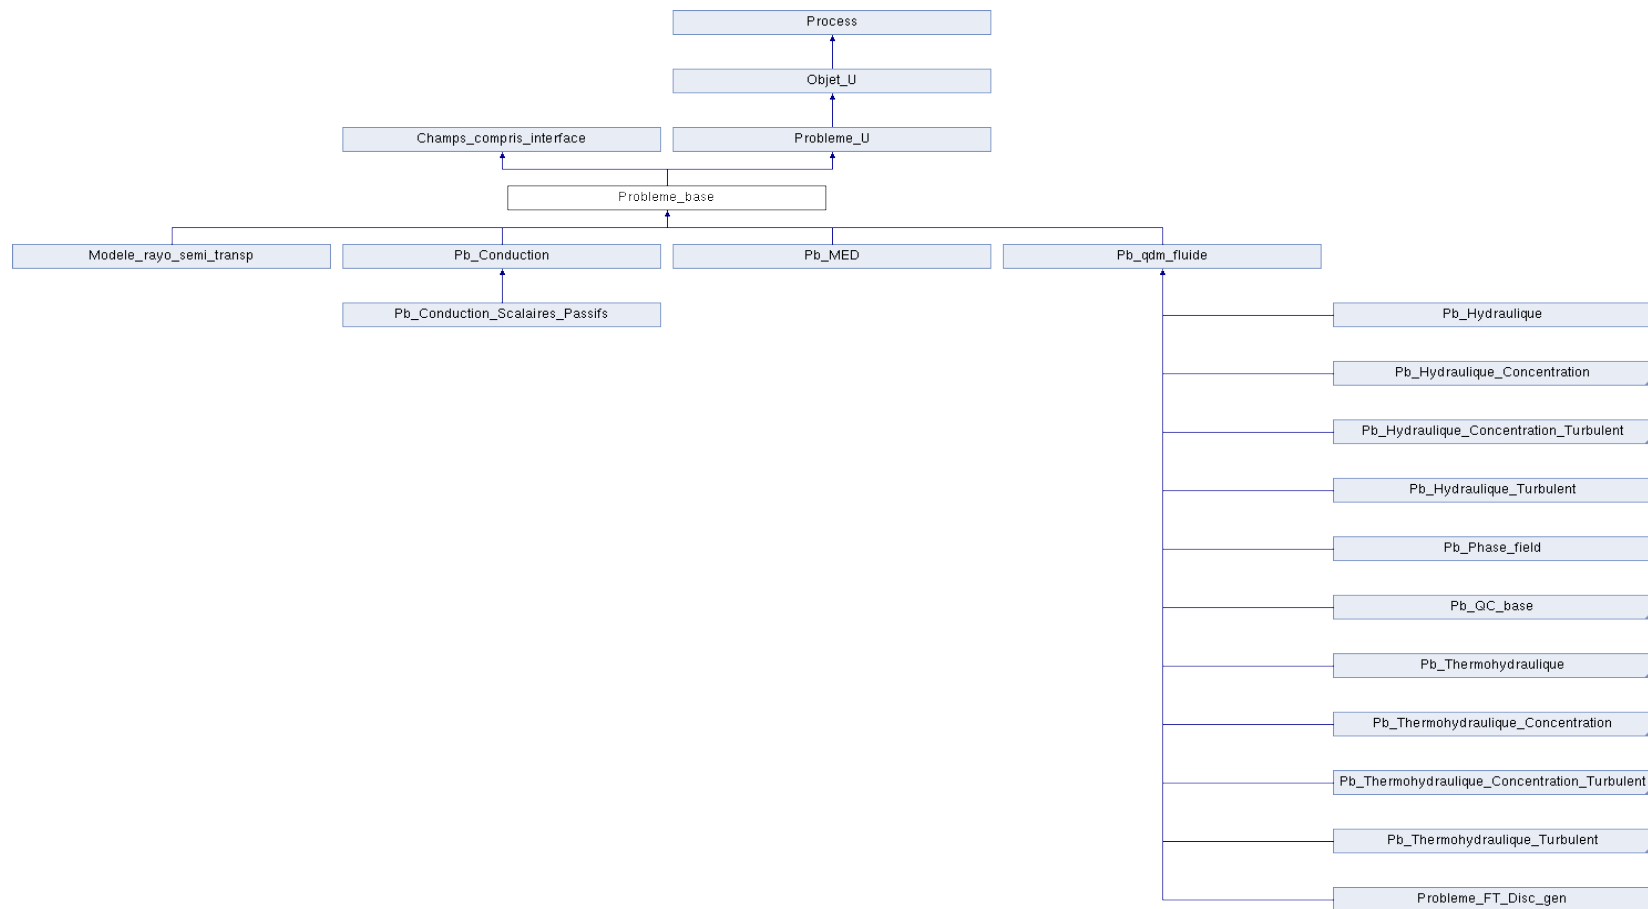 Process
Objet_U
Champs_compris_interface
Probleme_U
Probleme_base
Modele_rayo_semi_transp
Pb_Conduction
Pb_MED
Pb_qdm_fluide
Pb_Conduction_Scalaires_Passifs
Pb_Hydraulique
Pb_Hydraulique_Concentration
Pb_Hydraulique_Concentration_Turbulent
Pb_Hydraulique_Turbulent
Pb_Phase_field
Pb_QC_base
Pb_Thermohydraulique
Pb_Thermohydraulique_Concentration
Pb_Thermohydraulique_Concentration_Turbulent
Pb_Thermohydraulique_Turbulent
Probleme_FT_Disc_gen